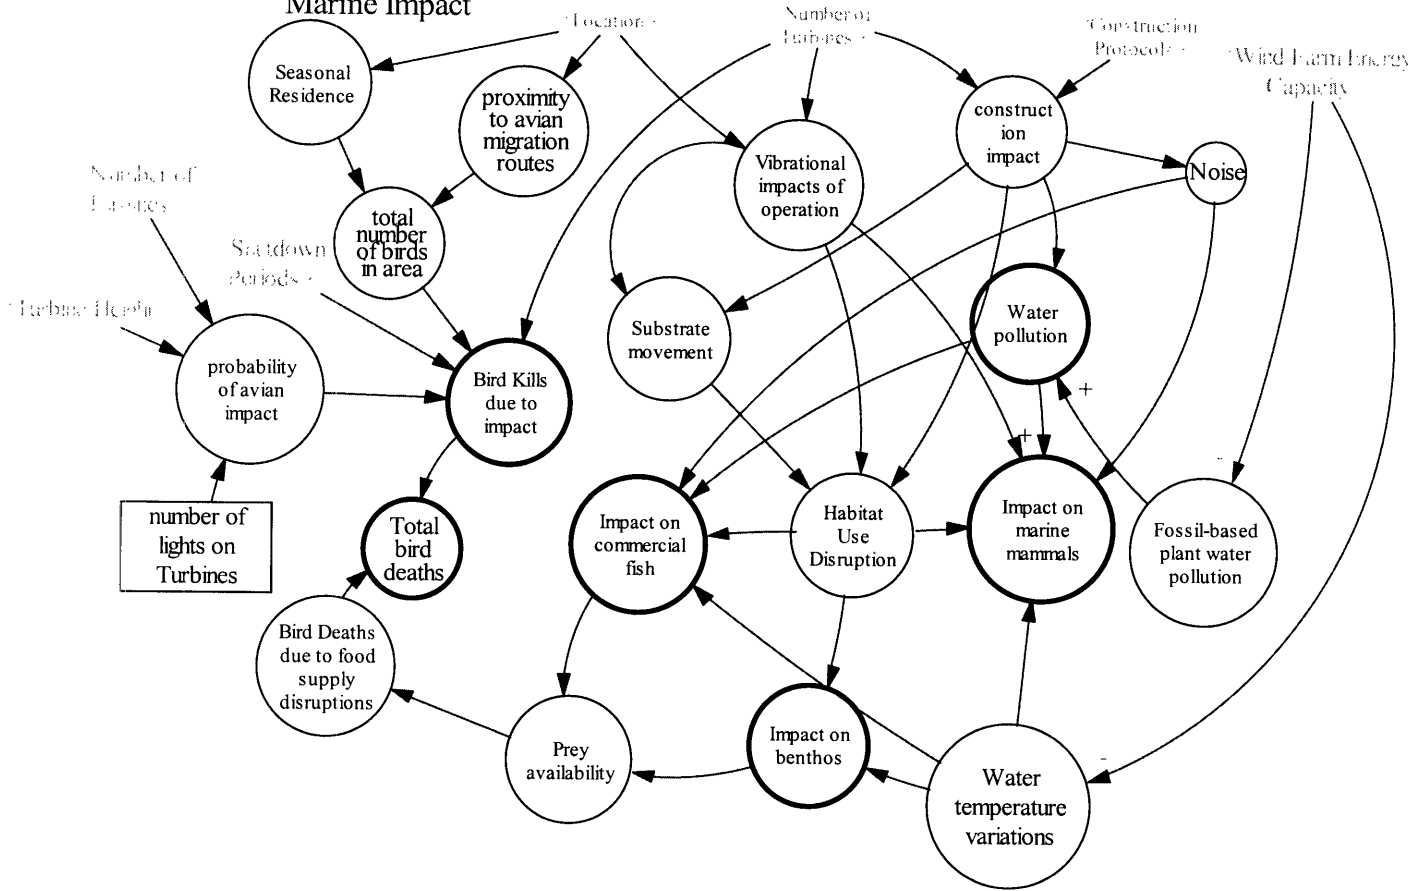 Marine Impact
<Location>
Number of
Turbines >
<Construction
Protocol>
<Wind Farm Energy
Capacity
Seasonal
Residence
proximity
to avian
migration
routes
construct
ion
impact
Vibrational
impacts of
operation
Noise
Number of
Turbines
total
number
of birds
in area
Shutdown
Periods >
<Turbine Height
Water
pollution
Substrate
movement
probability
of avian
impact
Bird Kills
due to
impact
+
+
-
number of
lights on
Turbines
Total
bird
deaths
Impact on
commercial
fish
Habitat
Use
Disruption
Impact on
marine
mammals
Fossil-based
plant water
pollution
Bird Deaths
due to food
supply
disruptions
Prey
availability
Impact on
benthos
Water
temperature
variations
-